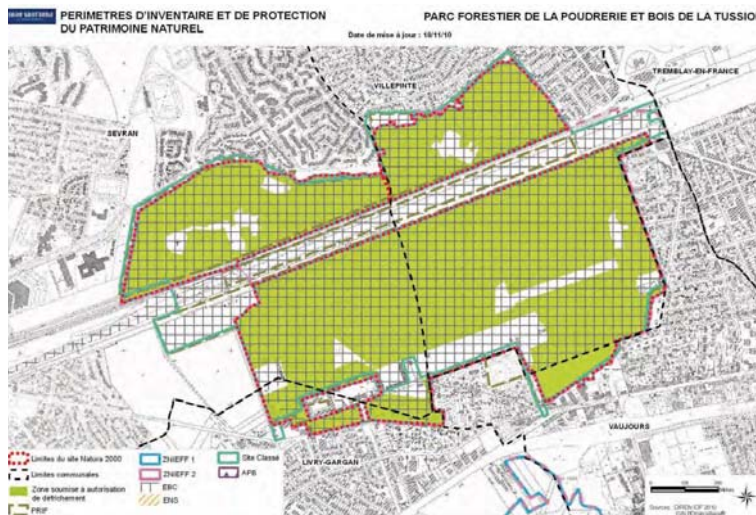 PERIMETRES D'INVENTAIRE ET DE PROTECTION
DU PATRIMOINE NATUREL
PARC FORESTIER DE LA POUDRERIE ET BOIS DE LA TUSSIO
Date de mise à jour : 18/11/10
VILLEPINTE
TREMBLAY-EN-FRANCE
SEVRAN
VAUJOURS
LIVRY-GARGAN
Limites du site Natura 2000
Limites communales
Zone soumise à autorisation
de défrichement
PRIF
ZNIEFF 1
ZNIEFF 2
EBC
ENS
Site Classé
APB